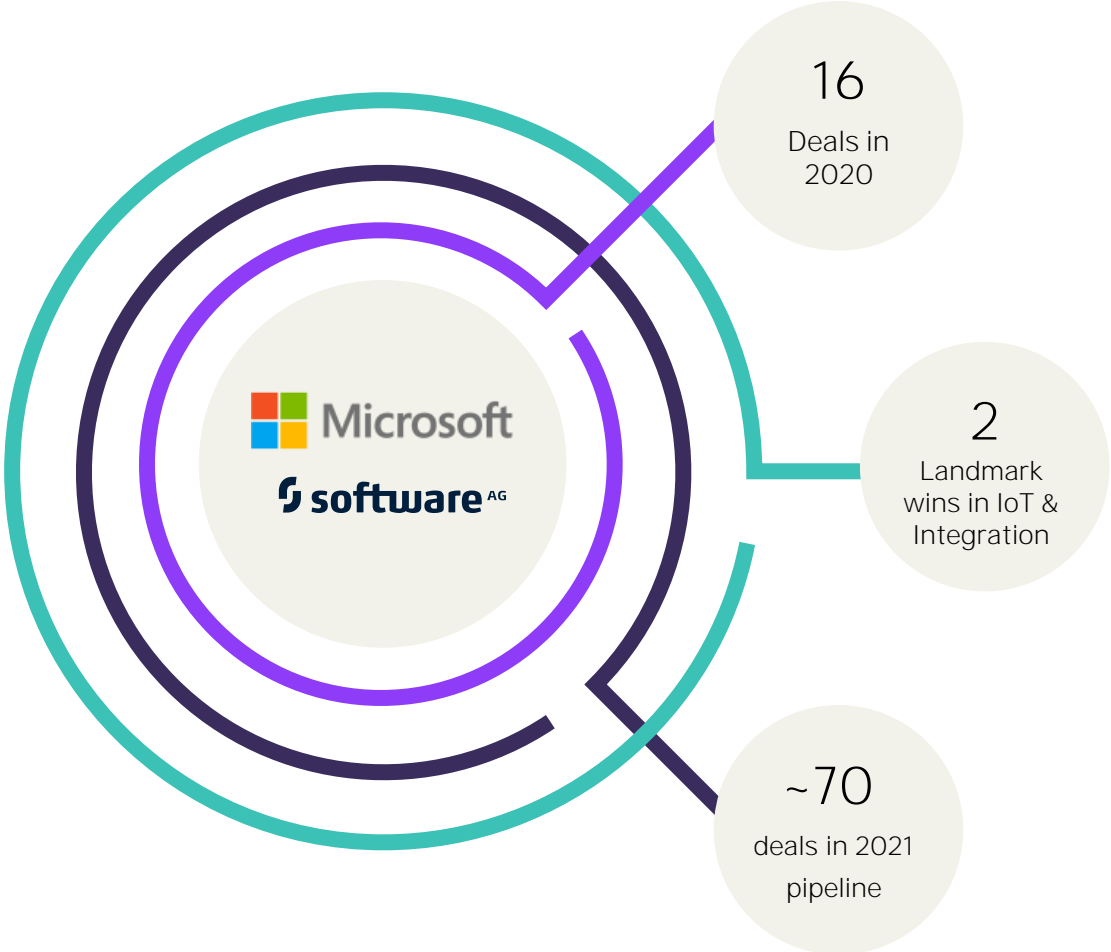 16
Deals in
2020
Microsoft
software AG
2
Landmark
wins in IoT &
Integration
~70
deals in 2021
pipeline